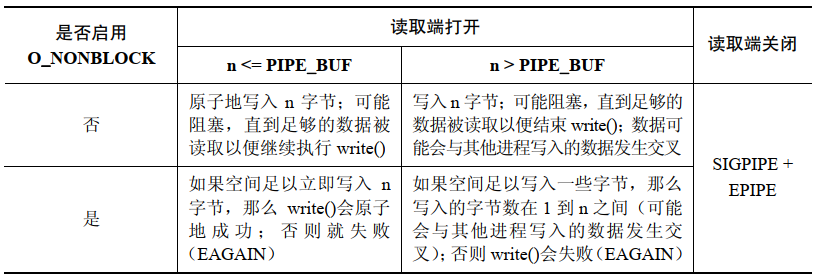 是否启用
O_NONBLOCK
读取端打开
读取端关闭
n <= PIPE_BUF
n > PIPE_BUF
否
原子地写入 n 字节；可能
阻塞，直到足够的数据被
读取以便继续执行 write()
写入 n 字节；可能阻塞，直到足够的
数据被读取以便结束 write()；数据可
能会与其他进程写入的数据发生交叉
SIGPIPE +
EPIPE
是
如果空间足以立即写入 n
字节，那么 write()会原子
地成功；否则就失败
（EAGAIN）
如果空间足以写入一些字节，那么
写入的字节数在 1 到 n 之间（可能
会与其他进程写入的数据发生交
叉）；否则 write()会失败（EAGAIN）